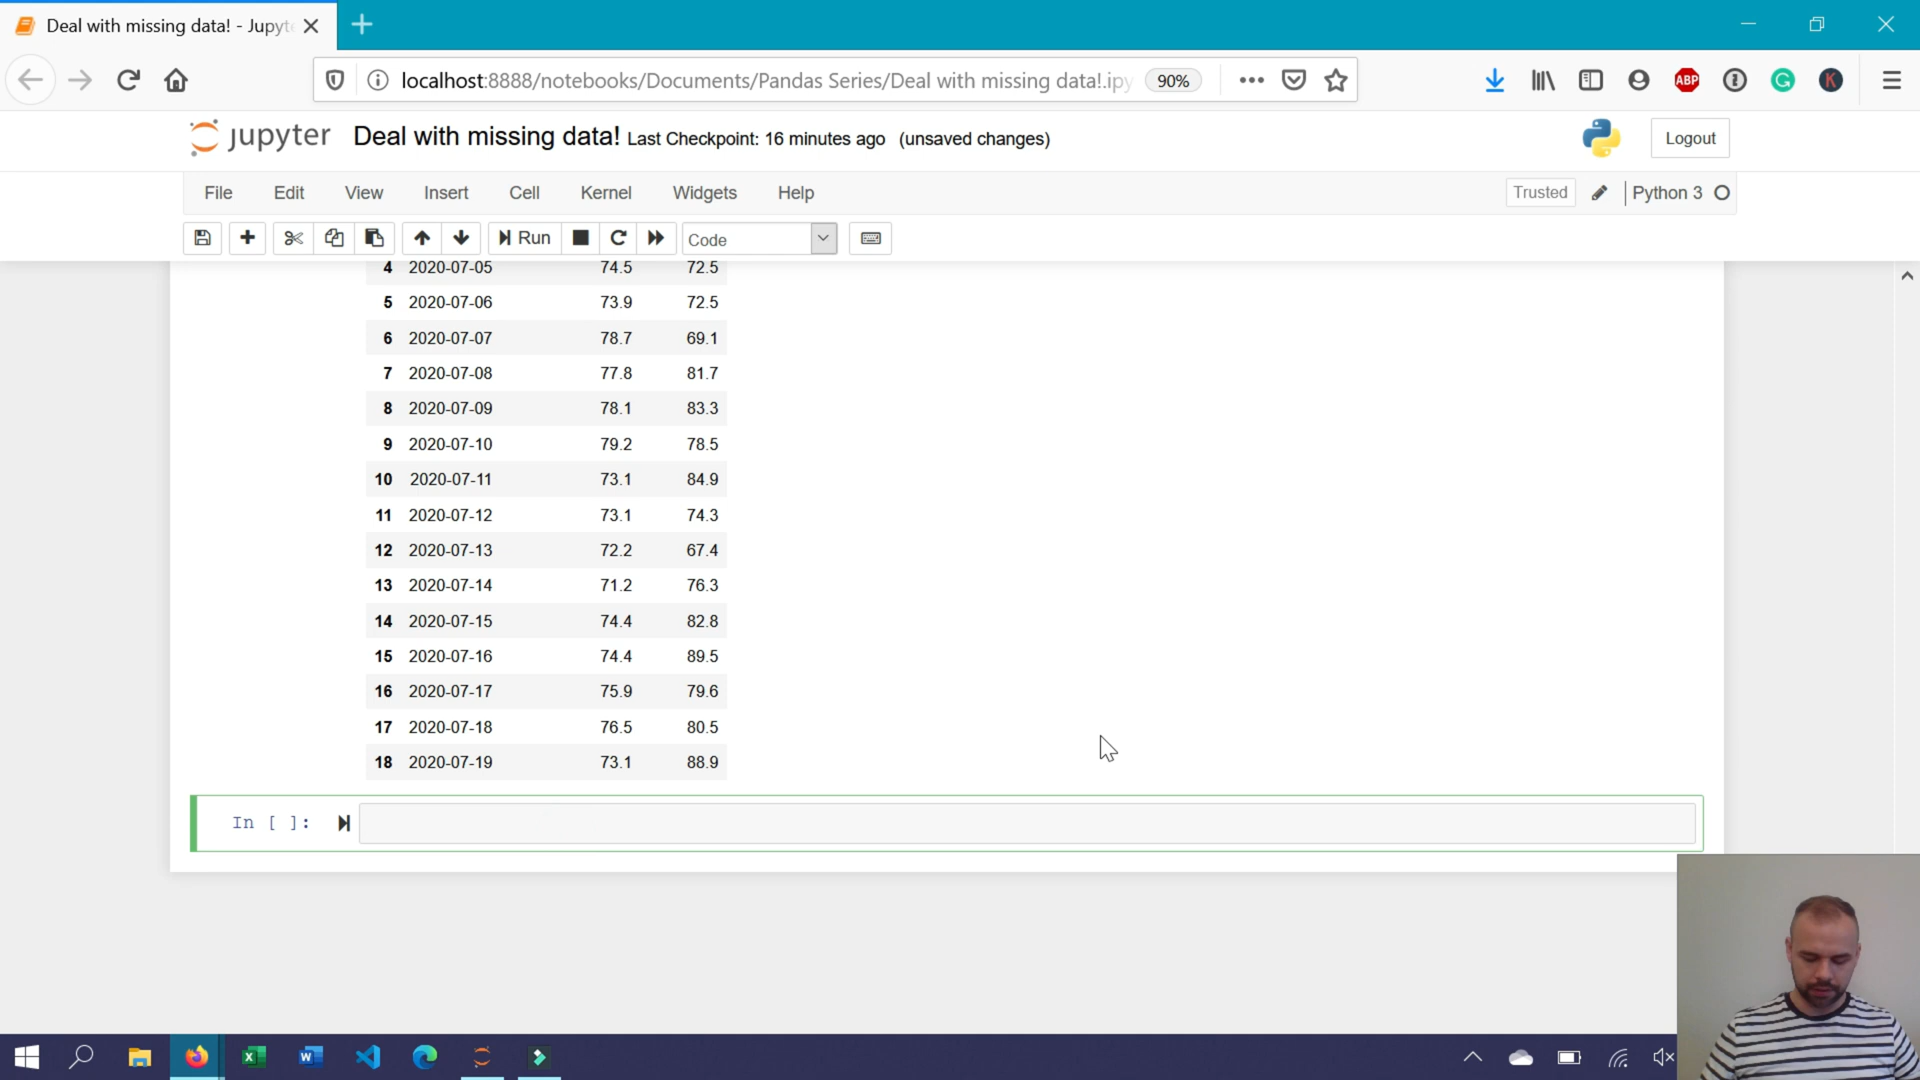 Deal with missing data! - Jupyt
localhost:8888/notebooks/Documents/Pandas Series/Deal with missing data!.ipy 90%
ABP
jupyter Deal with missing data! Last Checkpoint: 16 minutes ago (unsaved changes)
Logout
File Edit View Insert Cell Kernel Widgets Help
Trusted Python 3
Run Code
4 2020-07-05 74.5 72.5
5 2020-07-06 73.9 72.5
6 2020-07-07 78.7 69.1
7 2020-07-08 77.8 81.7
8 2020-07-09 78.1 83.3
9 2020-07-10 79.2 78.5
10 2020-07-11 73.1 84.9
11 2020-07-12 73.1 74.3
12 2020-07-13 72.2 67.4
13 2020-07-14 71.2 76.3
14 2020-07-15 74.4 82.8
15 2020-07-16 74.4 89.5
16 2020-07-17 75.9 79.6
17 2020-07-18 76.5 80.5
18 2020-07-19 73.1 88.9
In [ ]: